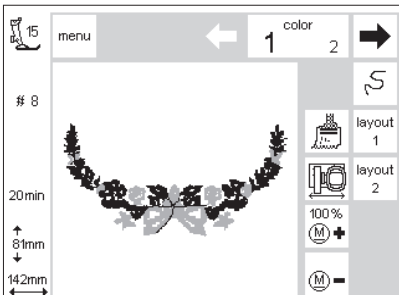 15
menu
color
1 2
# 8
layout
1
layout
2
20min
100%
81mm
M +
142mm
M -